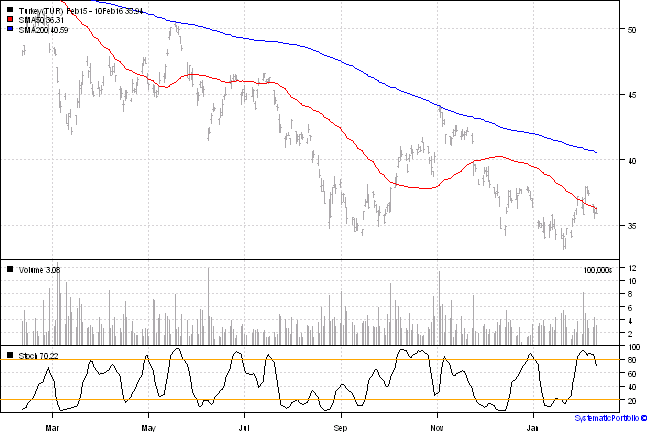 Turkey(TUR) Feb15 - 10Feb16
SMA50 36.31
SMA200 40.59
50
45
40
35
Volume 3.08
100,000s
12
10
8
6
4
2
Stoch 70.22
100
80
60
40
20
Mar May Jul Sep Nov Jan
SystematicPortfolio ©